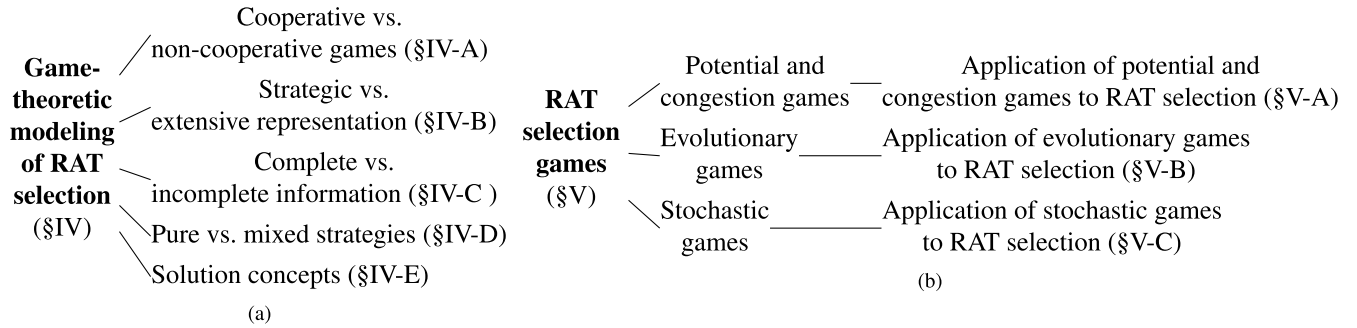 Game-
theoretic
modeling
of RAT
selection
(§IV)
Cooperative vs.
non-cooperative games (§IV-A)
Strategic vs.
extensive representation (§IV-B)
Complete vs.
incomplete information (§IV-C )
Pure vs. mixed strategies (§IV-D)
Solution concepts (§IV-E)
(a)
RAT
selection
games
(§V)
Potential and
congestion games
Application of potential and
congestion games to RAT selection (§V-A)
Evolutionary
games
Application of evolutionary games
to RAT selection (§V-B)
Stochastic
games
Application of stochastic games
to RAT selection (§V-C)
(b)